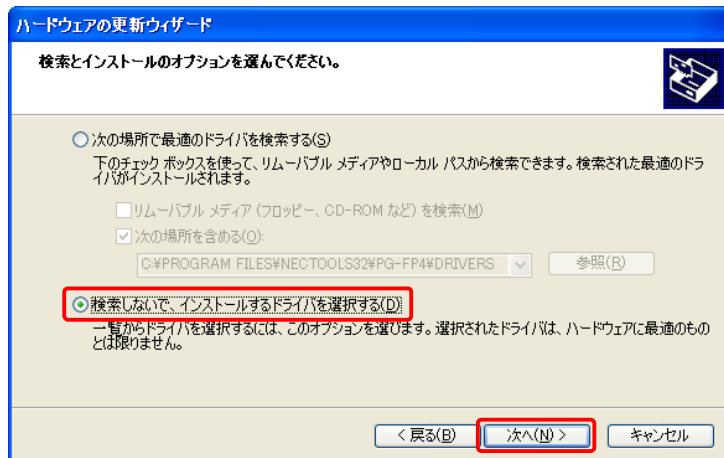 ハードウェアの更新ウィザード
検索とインストールのオプションを選んでください。
次の場所で最適のドライバを検索する(S)
下のチェック ボックスを使って、リムーバブル メディアやローカル パスから検索できます。検索された最適のドラ
イバがインストールされます。
リムーバブル メディア (フロッピー、CD-ROM など) を検索(M)
次の場所を含める(O):
C:¥PROGRAM FILES¥NECTOOLS32¥PG-FP4¥DRIVERS
参照(R)
検索しないで、インストールするドライバを選択する(D)
一覧からドライバを選択するには、このオプションを選びます。選択されたドライバは、ハードウェアに最適のもの
とは限りません。
< 戻る(B) 次へ(N) > キャンセル